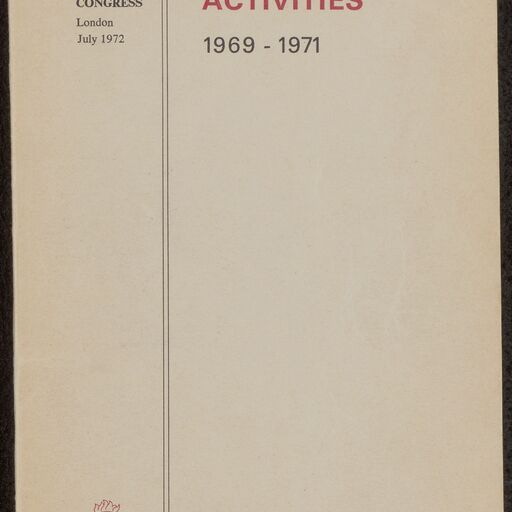 CONGRESS
London
July 1972
ACTIVITIES
1969 - 1971